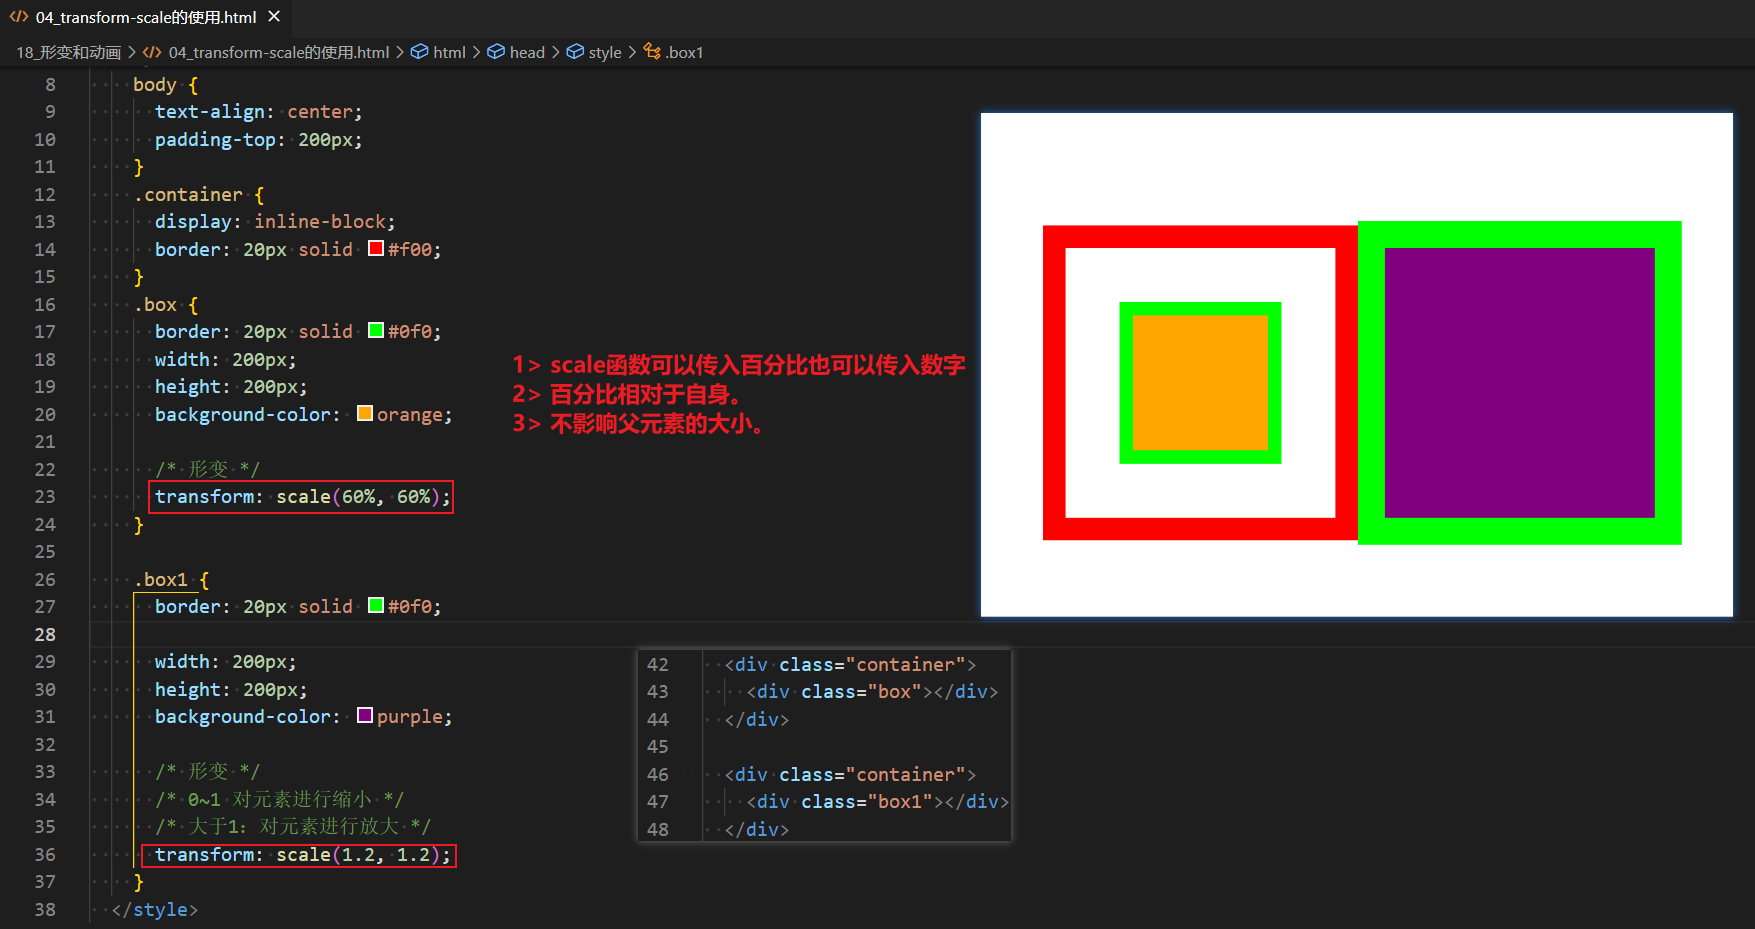 04_transform-scale的使用.html
18_形变和动画 > 04_transform-scale的使用.html > html > head > style > .box1
8 body {
9 text-align: center;
10 padding-top: 200px;
11 }
12 .container {
13 display: inline-block;
14 border: 20px solid #f00;
15 }
16 .box {
17 border: 20px solid #0f0;
18 width: 200px;
19 height: 200px;
20 background-color: orange;
21
22 /* 形变 */
23 transform: scale(60%, 60%);
24 }
25
26 .box1 {
27 border: 20px solid #0f0;
28
29 width: 200px;
30 height: 200px;
31 background-color: purple;
32
33 /* 形变 */
34 /* 0~1 对元素进行缩小 */
35 /* 大于1: 对元素进行放大 */
36 transform: scale(1.2, 1.2);
37 }
38 </style>
1> scale函数可以传入百分比也可以传入数字
2> 百分比相对于自身。
3> 不影响父元素的大小。
42 <div class="container">
43 <div class="box"></div>
44 </div>
45
46 <div class="container">
47 <div class="box1"></div>
48 </div>